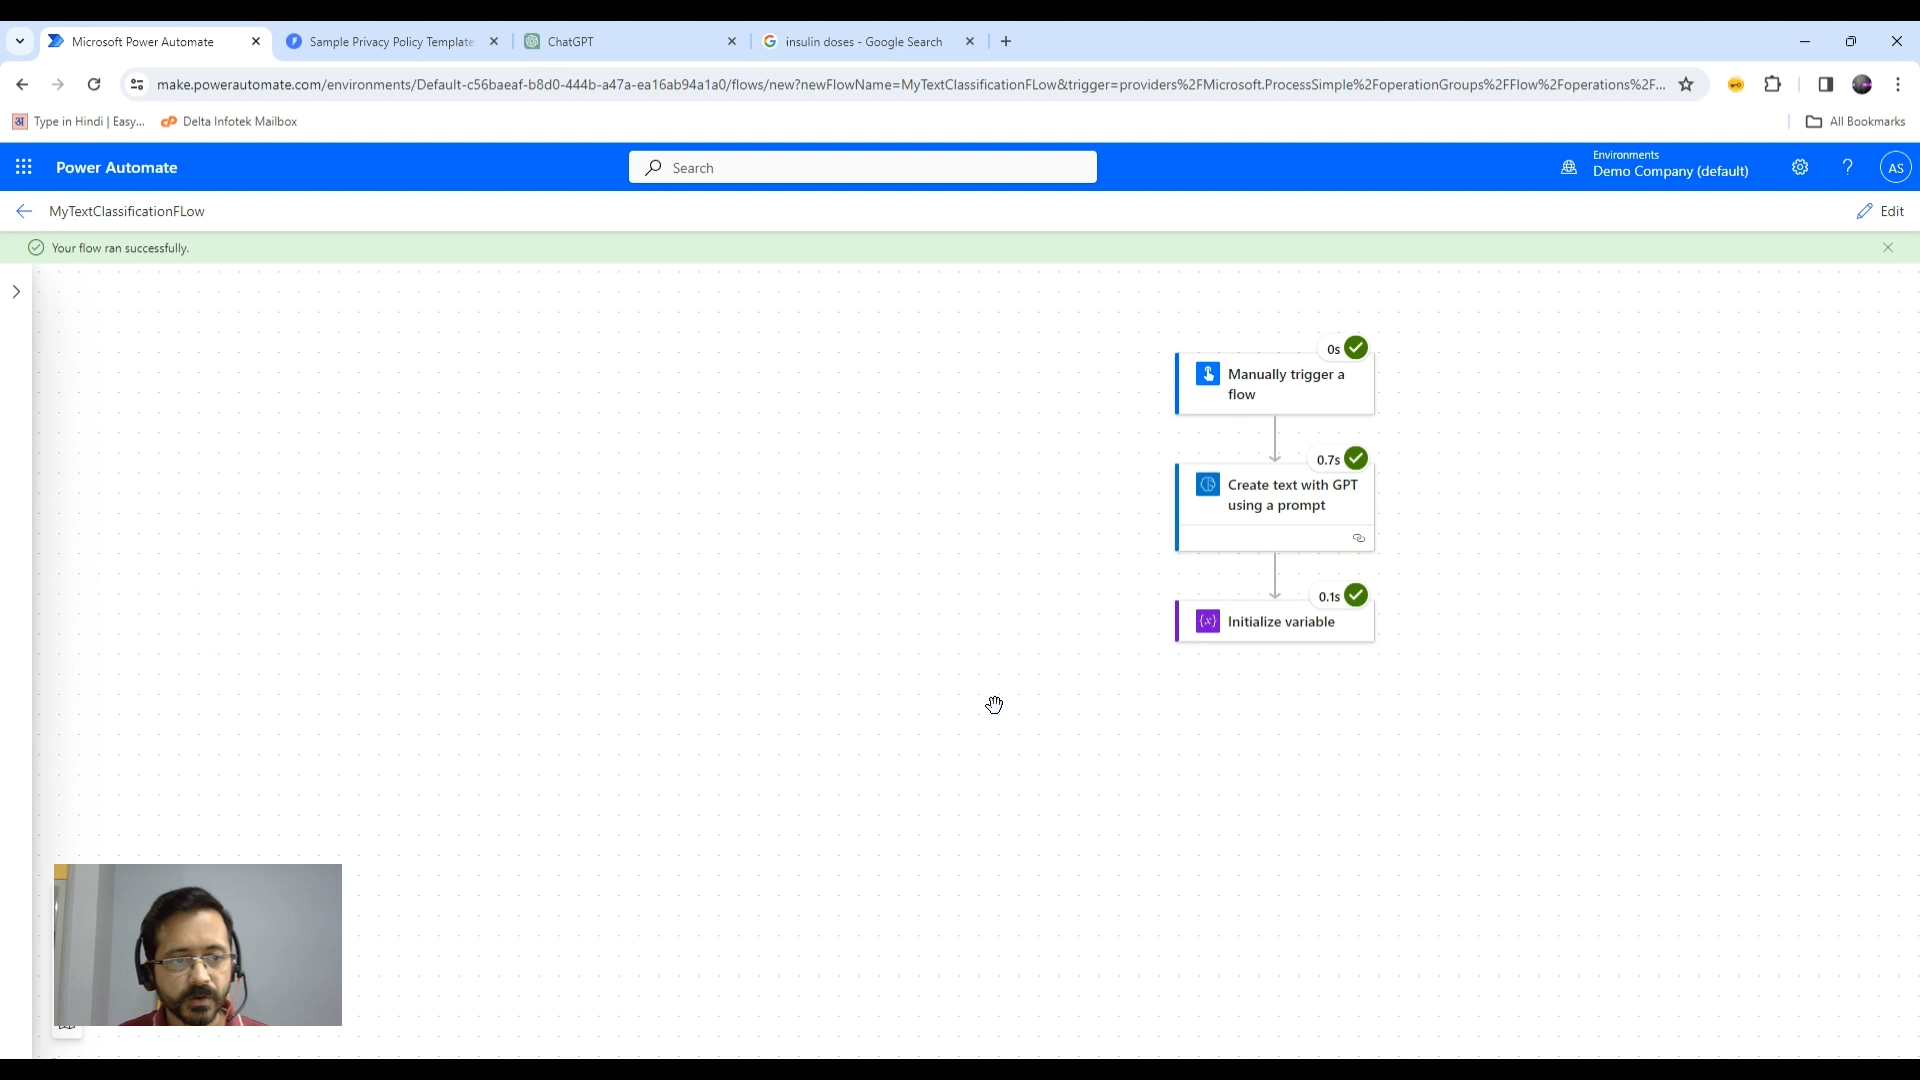 Microsoft Power Automate
Sample Privacy Policy Template
ChatGPT
insulin doses - Google Search
make.powerautomate.com/environments/Default-c56baeaf-b8d0-444b-a47a-ea16ab94a1a0/flows/new?newFlowName=MyTextClassificationFLow&trigger=providers%2FMicrosoft.ProcessSimple%2FoperationGroups%2FFlow%2Foperations%2F...
अ Type in Hindi | Easy...
cP Delta Infotek Mailbox
All Bookmarks
Power Automate
Search
Environments
Demo Company (default)
?
AS
MyTextClassificationFLow
Edit
Your flow ran successfully.
0s
Manually trigger a
flow
0.7s
Create text with GPT
using a prompt
0.1s
{x} Initialize variable